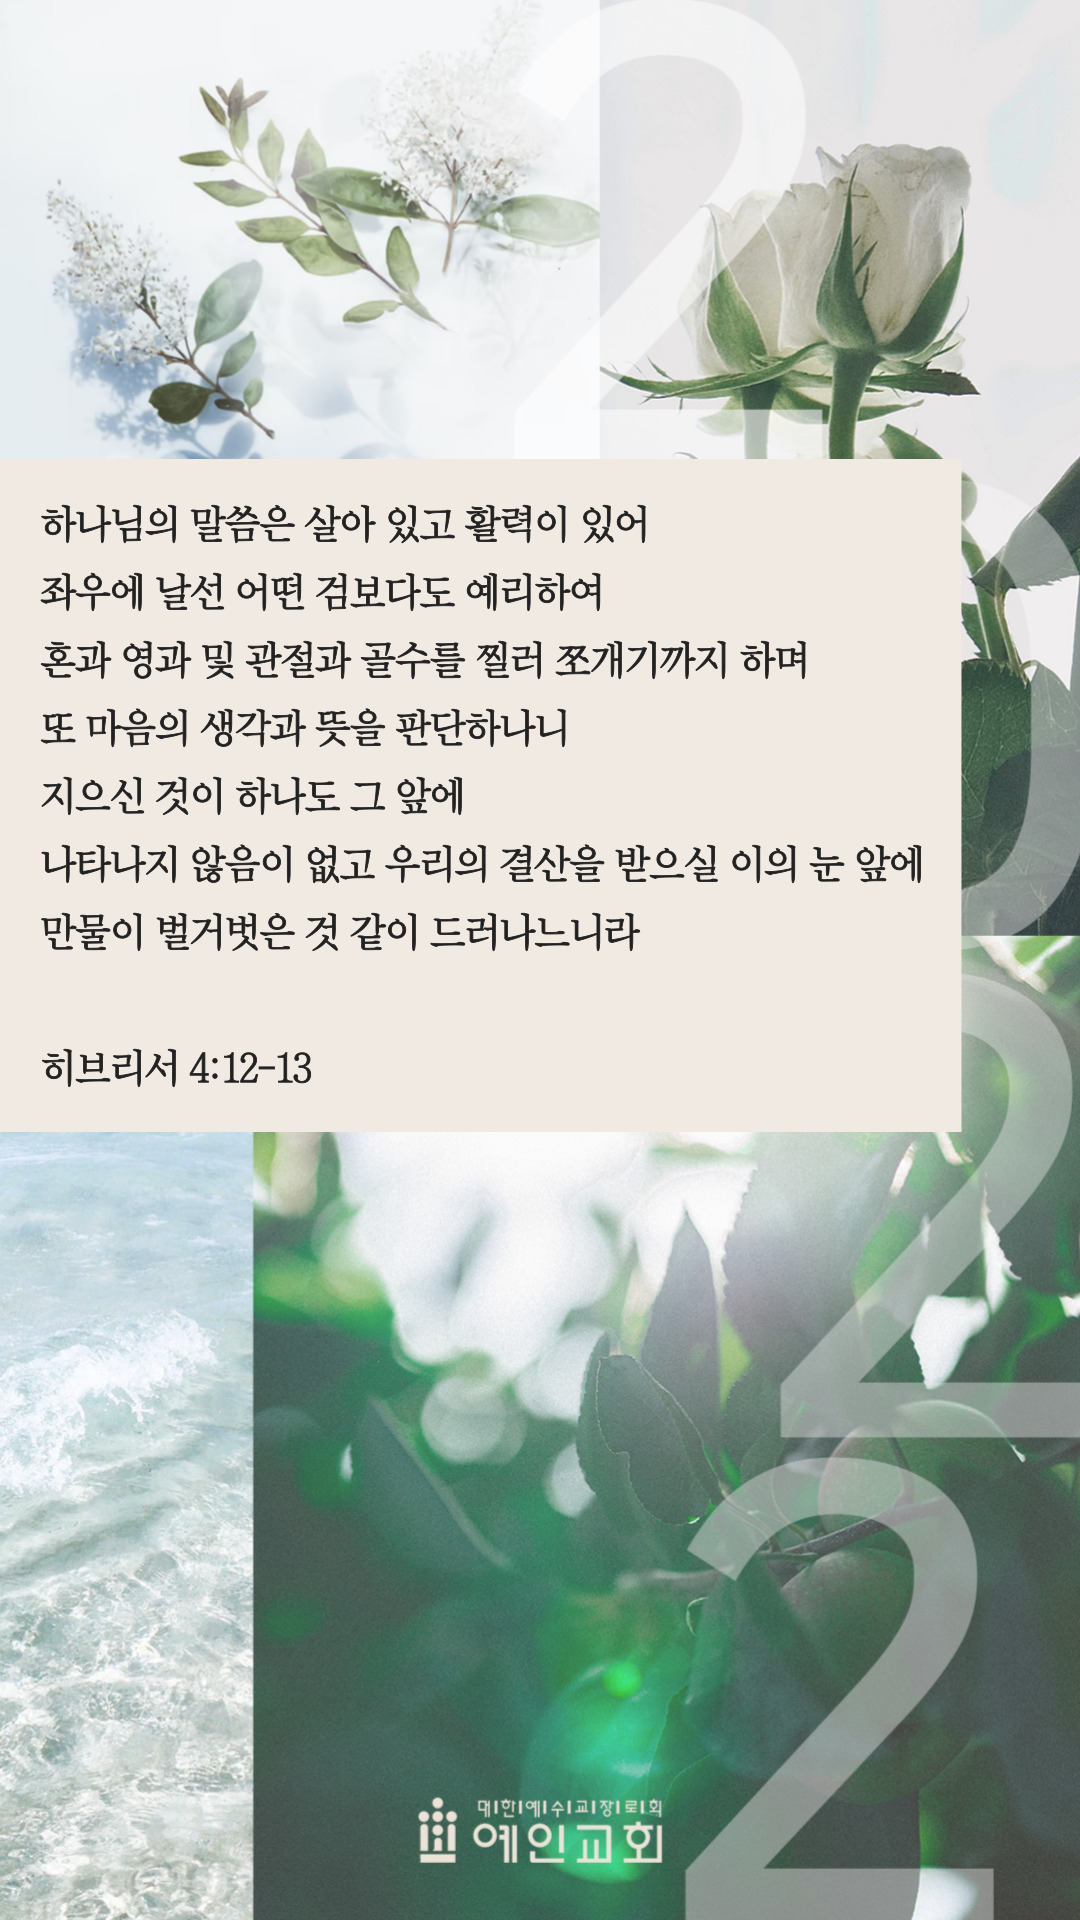 2
0
2
2
하나님의 말씀은 살아 있고 활력이 있어
좌우에 날선 어떤 검보다도 예리하여
혼과 영과 및 관절과 골수를 찔러 쪼개기까지 하며
또 마음의 생각과 뜻을 판단하나니
지으신 것이 하나도 그 앞에
나타나지 않음이 없고 우리의 결산을 받으실 이의 눈 앞에
만물이 벌거벗은 것 같이 드러나느니라
히브리서 4:12-13
대한예수교장로회
예인교회